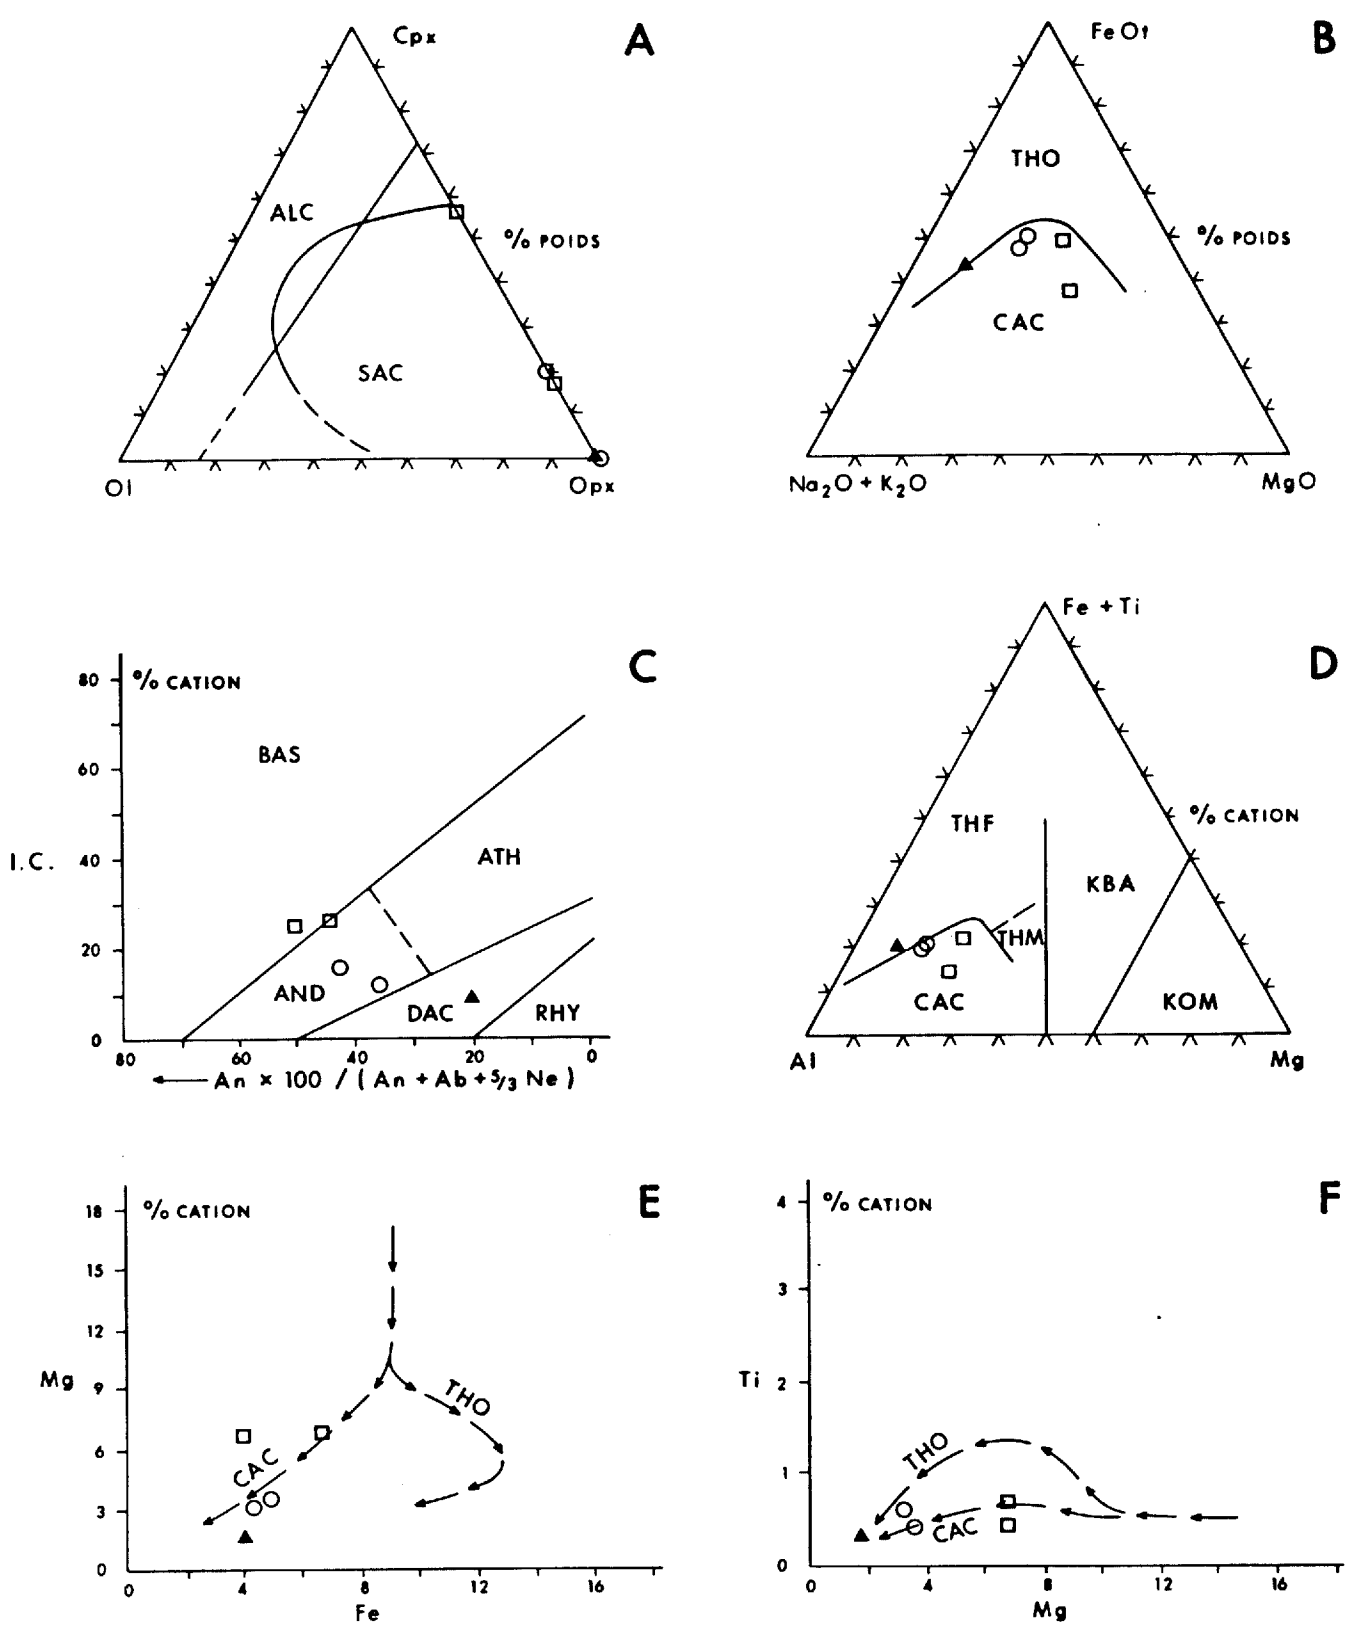 A
Cpx
ALC
% POIDS
SAC
Ol
Opx
B
FeOt
THO
% POIDS
CAC
Na₂O + K₂O
MgO
C
% CATION
80
60
40
20
0
I.C.
BAS
ATH
AND
DAC
RHY
80 60 40 20 0
← An × 100 / ( An + Ab + 5/3 Ne )
D
Fe + Ti
THF
% CATION
KBA
THM
CAC
KOM
Al
Mg
E
% CATION
18
15
12
9
6
3
0
Mg
THO
CAC
0 4 8 12 16
Fe
F
% CATION
4
3
2
1
0
Ti
THO
CAC
0 4 8 12 16
Mg